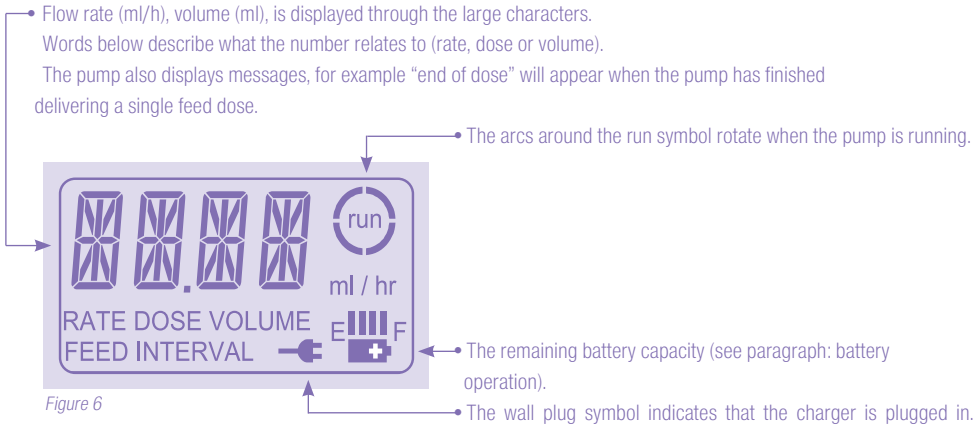 Flow rate (ml/h), volume (ml), is displayed through the large characters.
Words below describe what the number relates to (rate, dose or volume).
The pump also displays messages, for example “end of dose” will appear when the pump has finished
delivering a single feed dose.
The arcs around the run symbol rotate when the pump is running.
run
ml / hr
RATE DOSE VOLUME
E F
FEED INTERVAL
The remaining battery capacity (see paragraph: battery
operation).
Figure 6
The wall plug symbol indicates that the charger is plugged in.